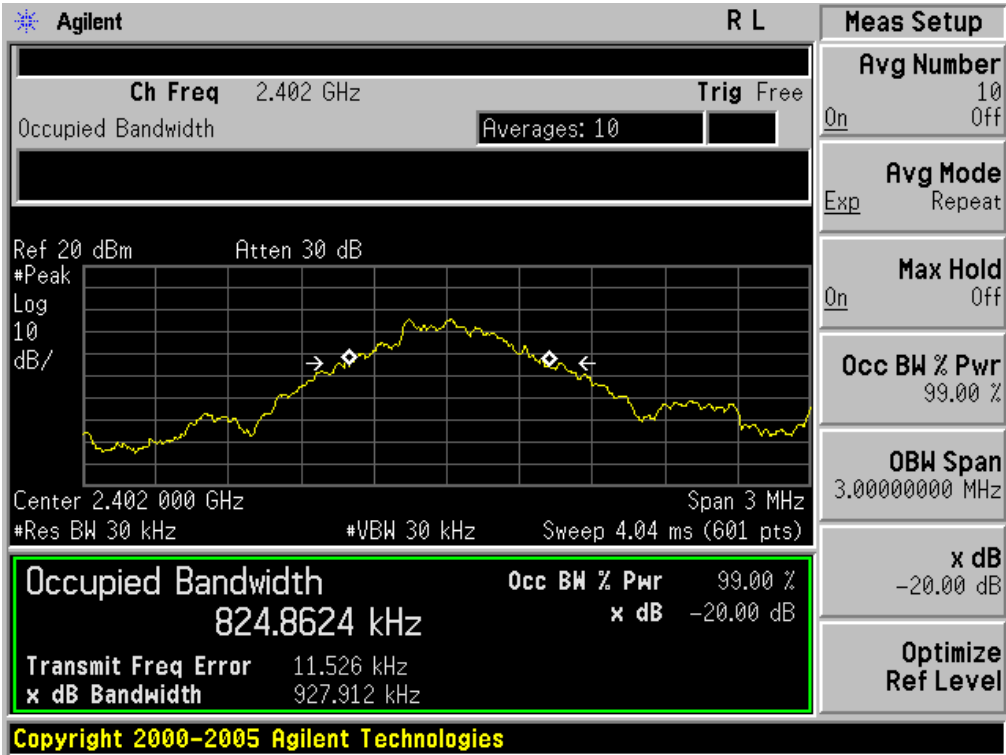 Agilent R L
Ch Freq 2.402 GHz Trig Free
Occupied Bandwidth Averages: 10
Ref 20 dBm Atten 30 dB
#Peak
Log
10
dB/
Center 2.402 000 GHz Span 3 MHz
#Res BW 30 kHz #VBW 30 kHz Sweep 4.04 ms (601 pts)
Occupied Bandwidth Occ BW % Pwr 99.00 %
824.8624 kHz x dB -20.00 dB
Transmit Freq Error 11.526 kHz
x dB Bandwidth 927.912 kHz
Copyright 2000-2005 Agilent Technologies
Meas Setup
Avg Number
10
On Off
Avg Mode
Exp Repeat
Max Hold
On Off
Occ BW % Pwr
99.00 %
OBW Span
3.00000000 MHz
x dB
-20.00 dB
Optimize
Ref Level